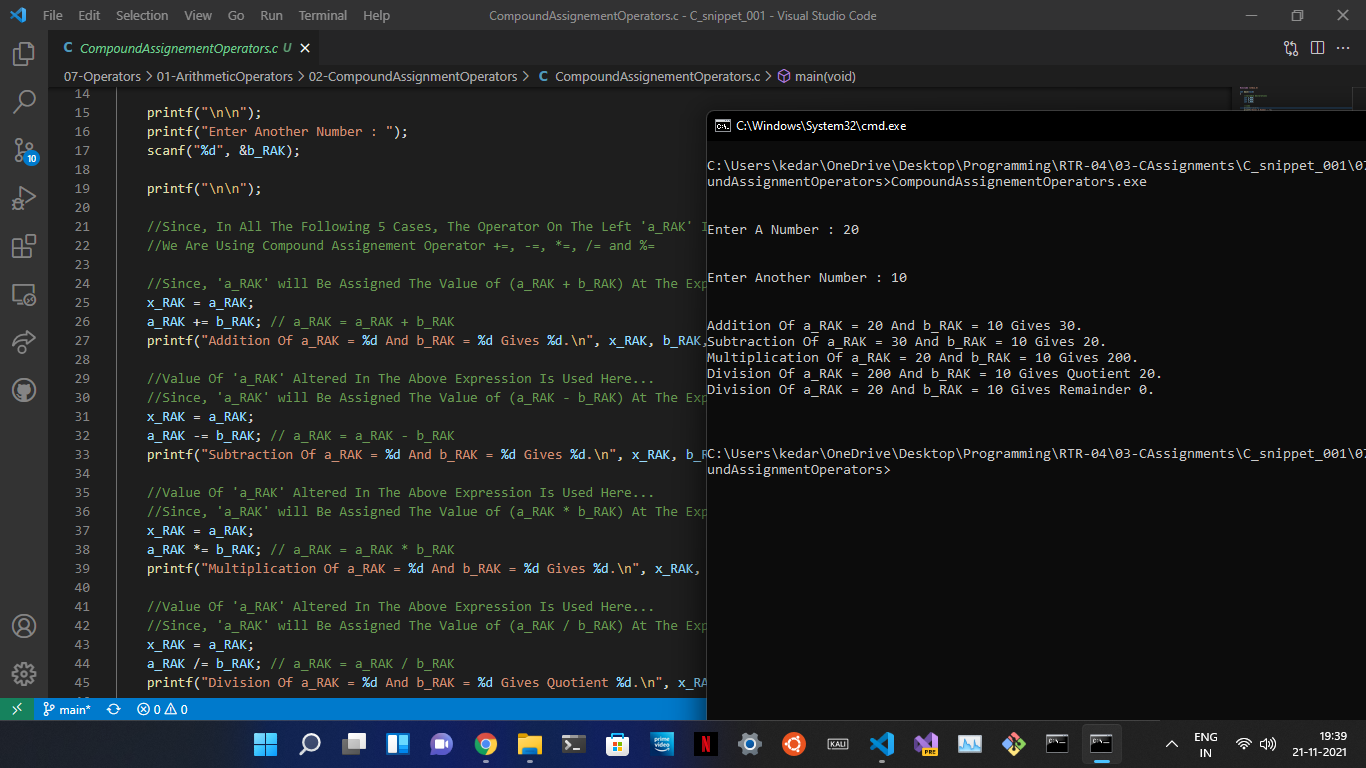 File Edit Selection View Go Run Terminal Help CompoundAssignementOperators.c - C_snippet_001 - Visual Studio Code
C CompoundAssignementOperators.c U
07-Operators > 01-ArithmeticOperators > 02-CompoundAssignmentOperators > C CompoundAssignementOperators.c > main(void)
14
15 printf("\n\n");
16 printf("Enter Another Number : ");
17 scanf("%d", &b_RAK);
18
19 printf("\n\n");
20
21 //Since, In All The Following 5 Cases, The Operator On The Left 'a_RAK'
22 //We Are Using Compound Assignement Operator +=, -=, *=, /= and %=
23
24 //Since, 'a_RAK' will Be Assigned The Value of (a_RAK + b_RAK) At The Exp
25 x_RAK = a_RAK;
26 a_RAK += b_RAK; // a_RAK = a_RAK + b_RAK
27 printf("Addition Of a_RAK = %d And b_RAK = %d Gives %d.\n", x_RAK, b_RAK,
28
29 //Value Of 'a_RAK' Altered In The Above Expression Is Used Here...
30 //Since, 'a_RAK' will Be Assigned The Value of (a_RAK - b_RAK) At The Exp
31 x_RAK = a_RAK;
32 a_RAK -= b_RAK; // a_RAK = a_RAK - b_RAK
33 printf("Subtraction Of a_RAK = %d And b_RAK = %d Gives %d.\n", x_RAK, b_R
34
35 //Value Of 'a_RAK' Altered In The Above Expression Is Used Here...
36 //Since, 'a_RAK' will Be Assigned The Value of (a_RAK * b_RAK) At The Exp
37 x_RAK = a_RAK;
38 a_RAK *= b_RAK; // a_RAK = a_RAK * b_RAK
39 printf("Multiplication Of a_RAK = %d And b_RAK = %d Gives %d.\n", x_RAK,
40
41 //Value Of 'a_RAK' Altered In The Above Expression Is Used Here...
42 //Since, 'a_RAK' will Be Assigned The Value of (a_RAK / b_RAK) At The Exp
43 x_RAK = a_RAK;
44 a_RAK /= b_RAK; // a_RAK = a_RAK / b_RAK
45 printf("Division Of a_RAK = %d And b_RAK = %d Gives Quotient %d.\n", x_RA
10
C:\Windows\System32\cmd.exe
C:\Users\kedar\OneDrive\Desktop\Programming\RTR-04\03-CAssignments\C_snippet_001\07
undAssignmentOperators>CompoundAssignementOperators.exe
Enter A Number : 20
Enter Another Number : 10
Addition Of a_RAK = 20 And b_RAK = 10 Gives 30.
Subtraction Of a_RAK = 30 And b_RAK = 10 Gives 20.
Multiplication Of a_RAK = 20 And b_RAK = 10 Gives 200.
Division Of a_RAK = 200 And b_RAK = 10 Gives Quotient 20.
Division Of a_RAK = 20 And b_RAK = 10 Gives Remainder 0.
C:\Users\kedar\OneDrive\Desktop\Programming\RTR-04\03-CAssignments\C_snippet_001\07
undAssignmentOperators>
main* 0 0
prime video
N
KALI
PRE
ENG
IN
19:39
21-11-2021